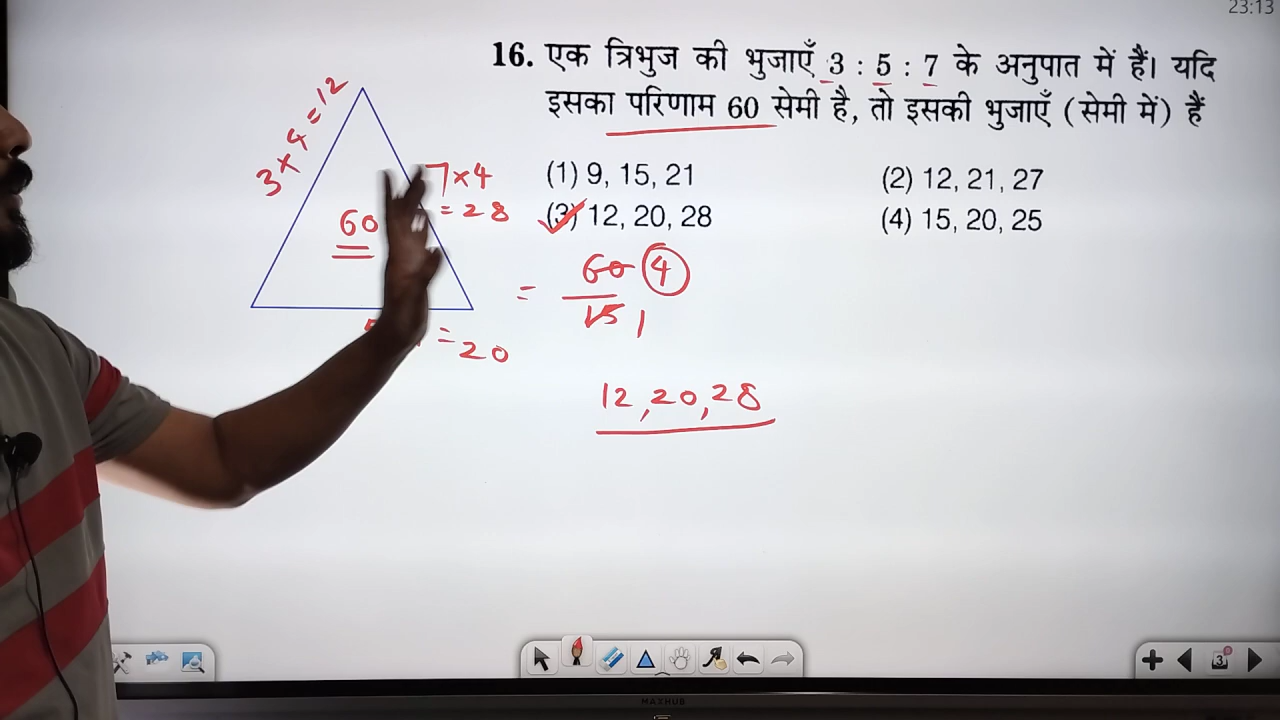 23:13
16. एक त्रिभुज की भुजाएँ 3 : 5 : 7 के अनुपात में हैं। यदि
इसका परिणाम 60 सेमी है, तो इसकी भुजाएँ (सेमी में) हैं
(1) 9, 15, 21
(2) 12, 21, 27
(3) 12, 20, 28
(4) 15, 20, 25
3 × 4 = 12
7 × 4
= 28
60
= 20
= 60 4
15 1
12, 20, 28
3
MAXHUB